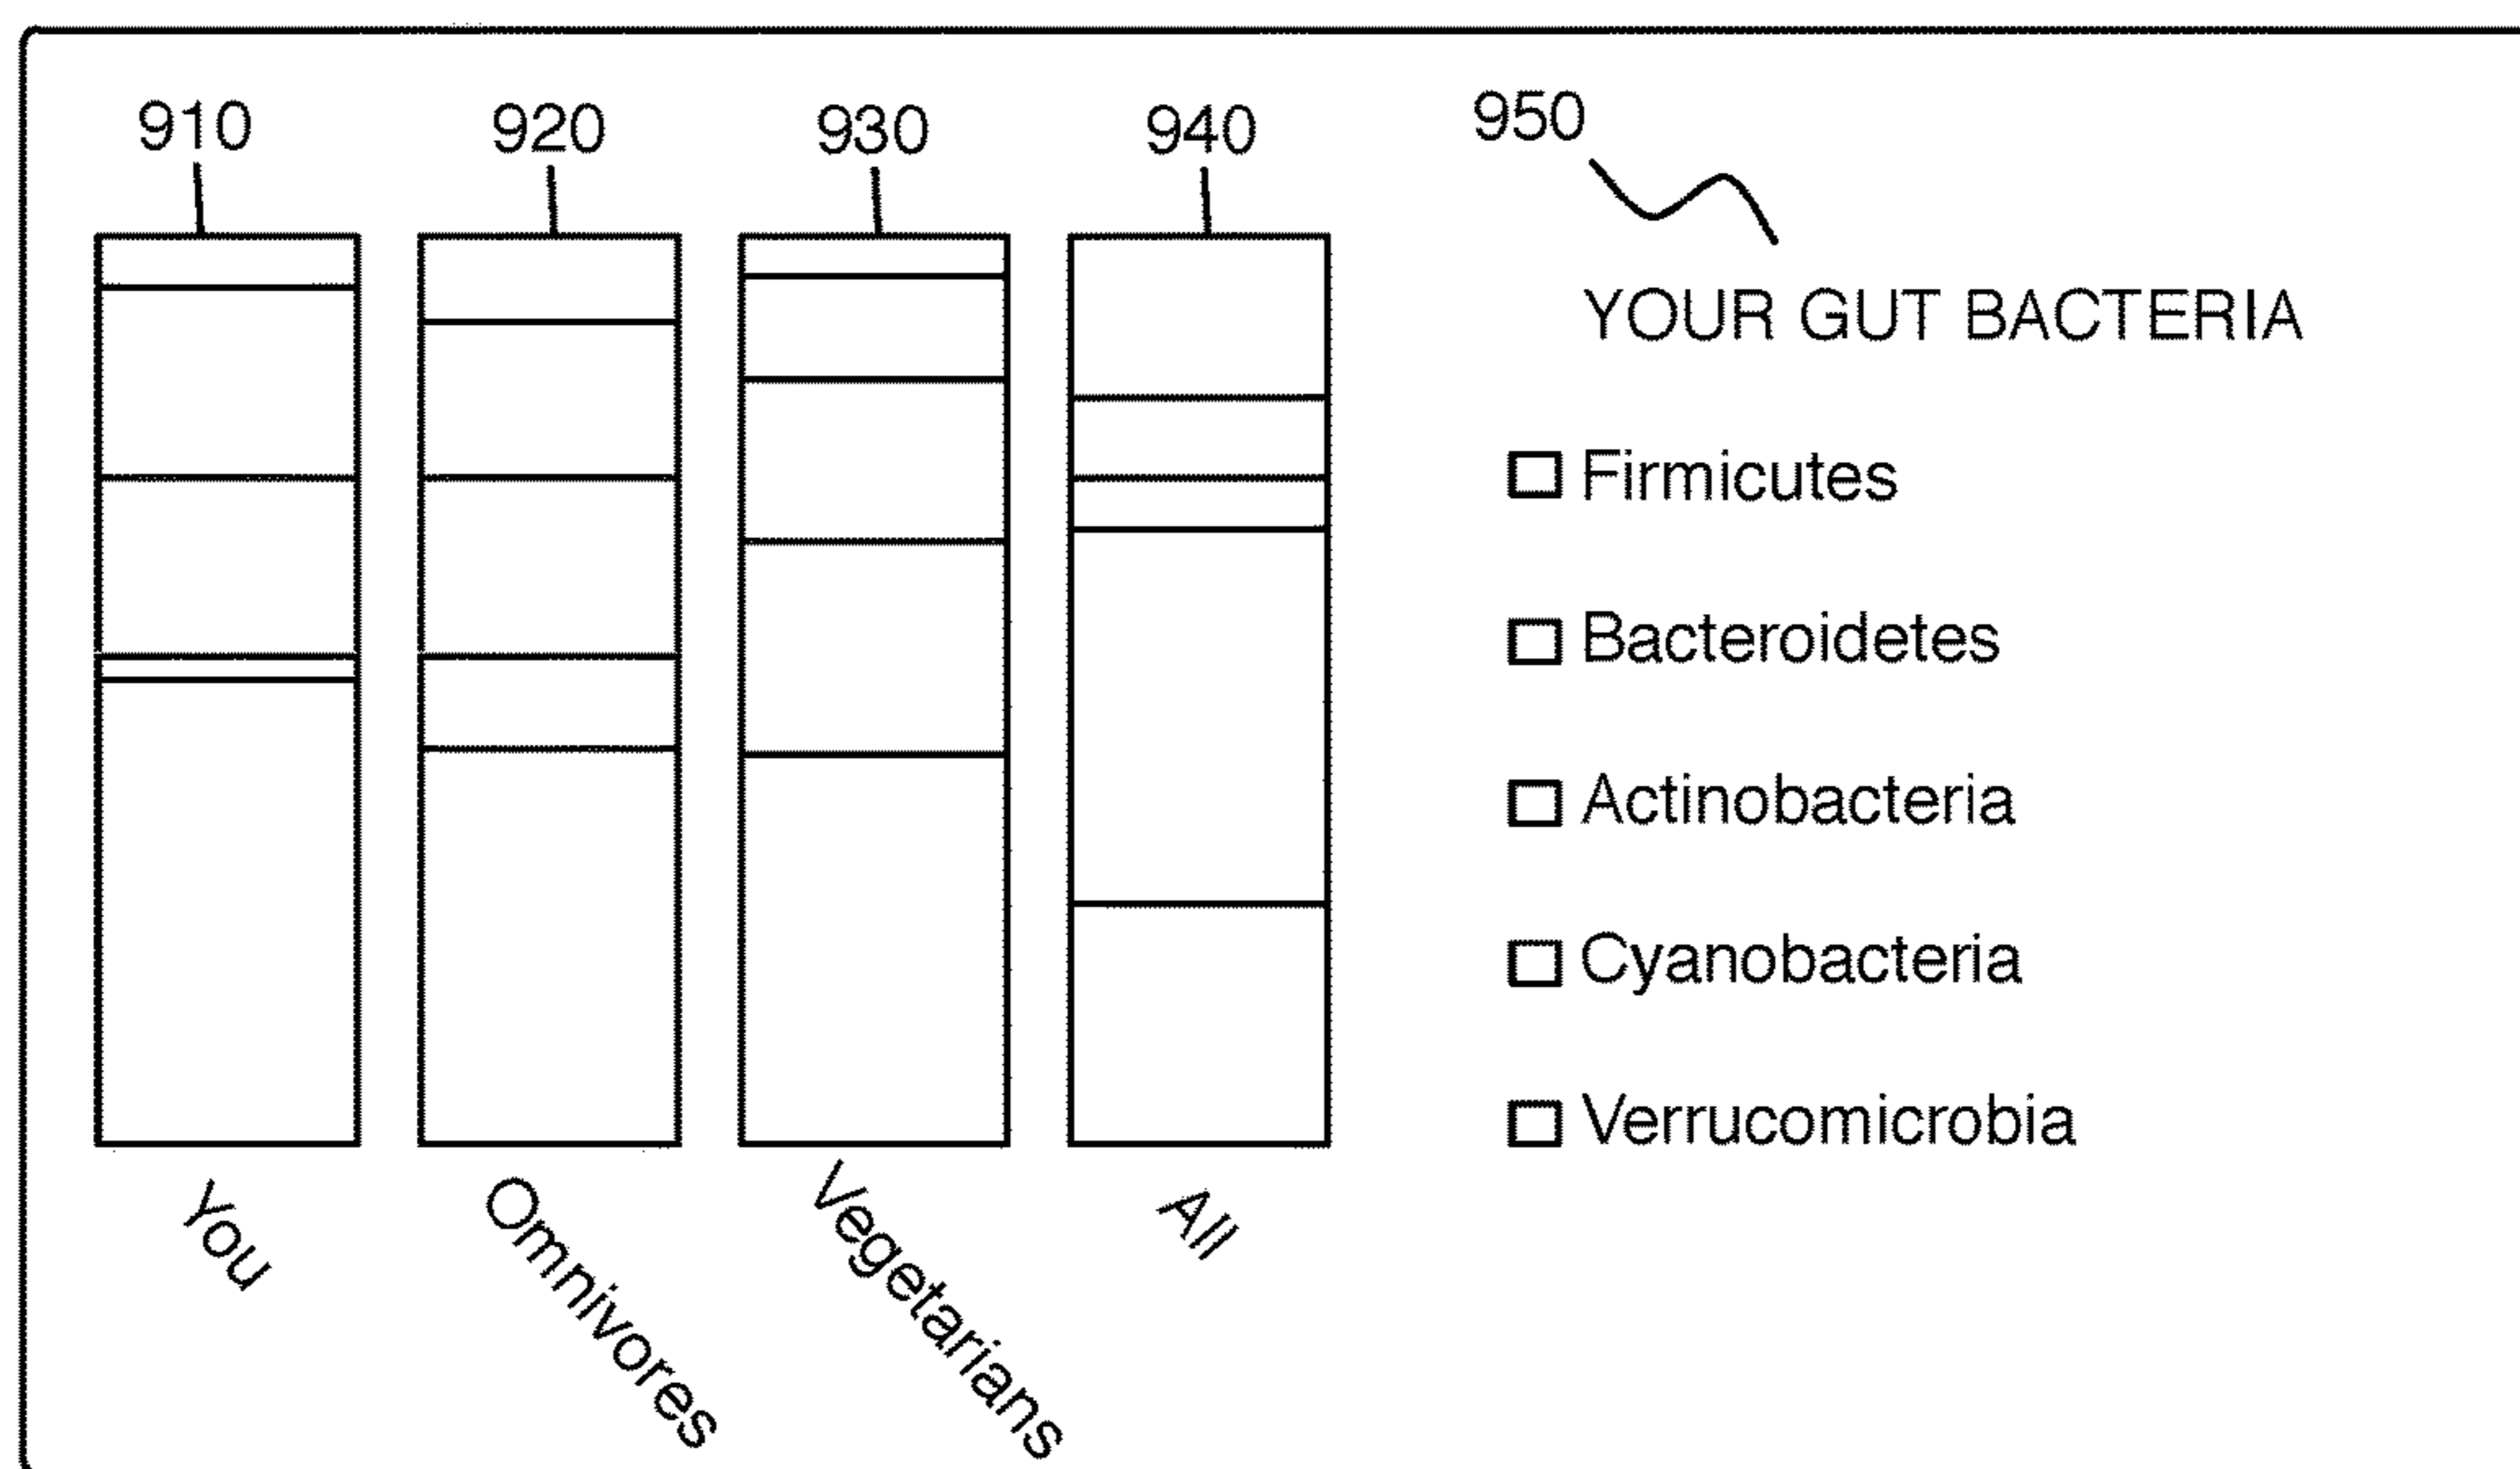 910
920
930
940
950
YOUR GUT BACTERIA
Firmicutes
Bacteroidetes
Actinobacteria
Cyanobacteria
Verrucomicrobia
You
Omnivores
Vegetarians
All